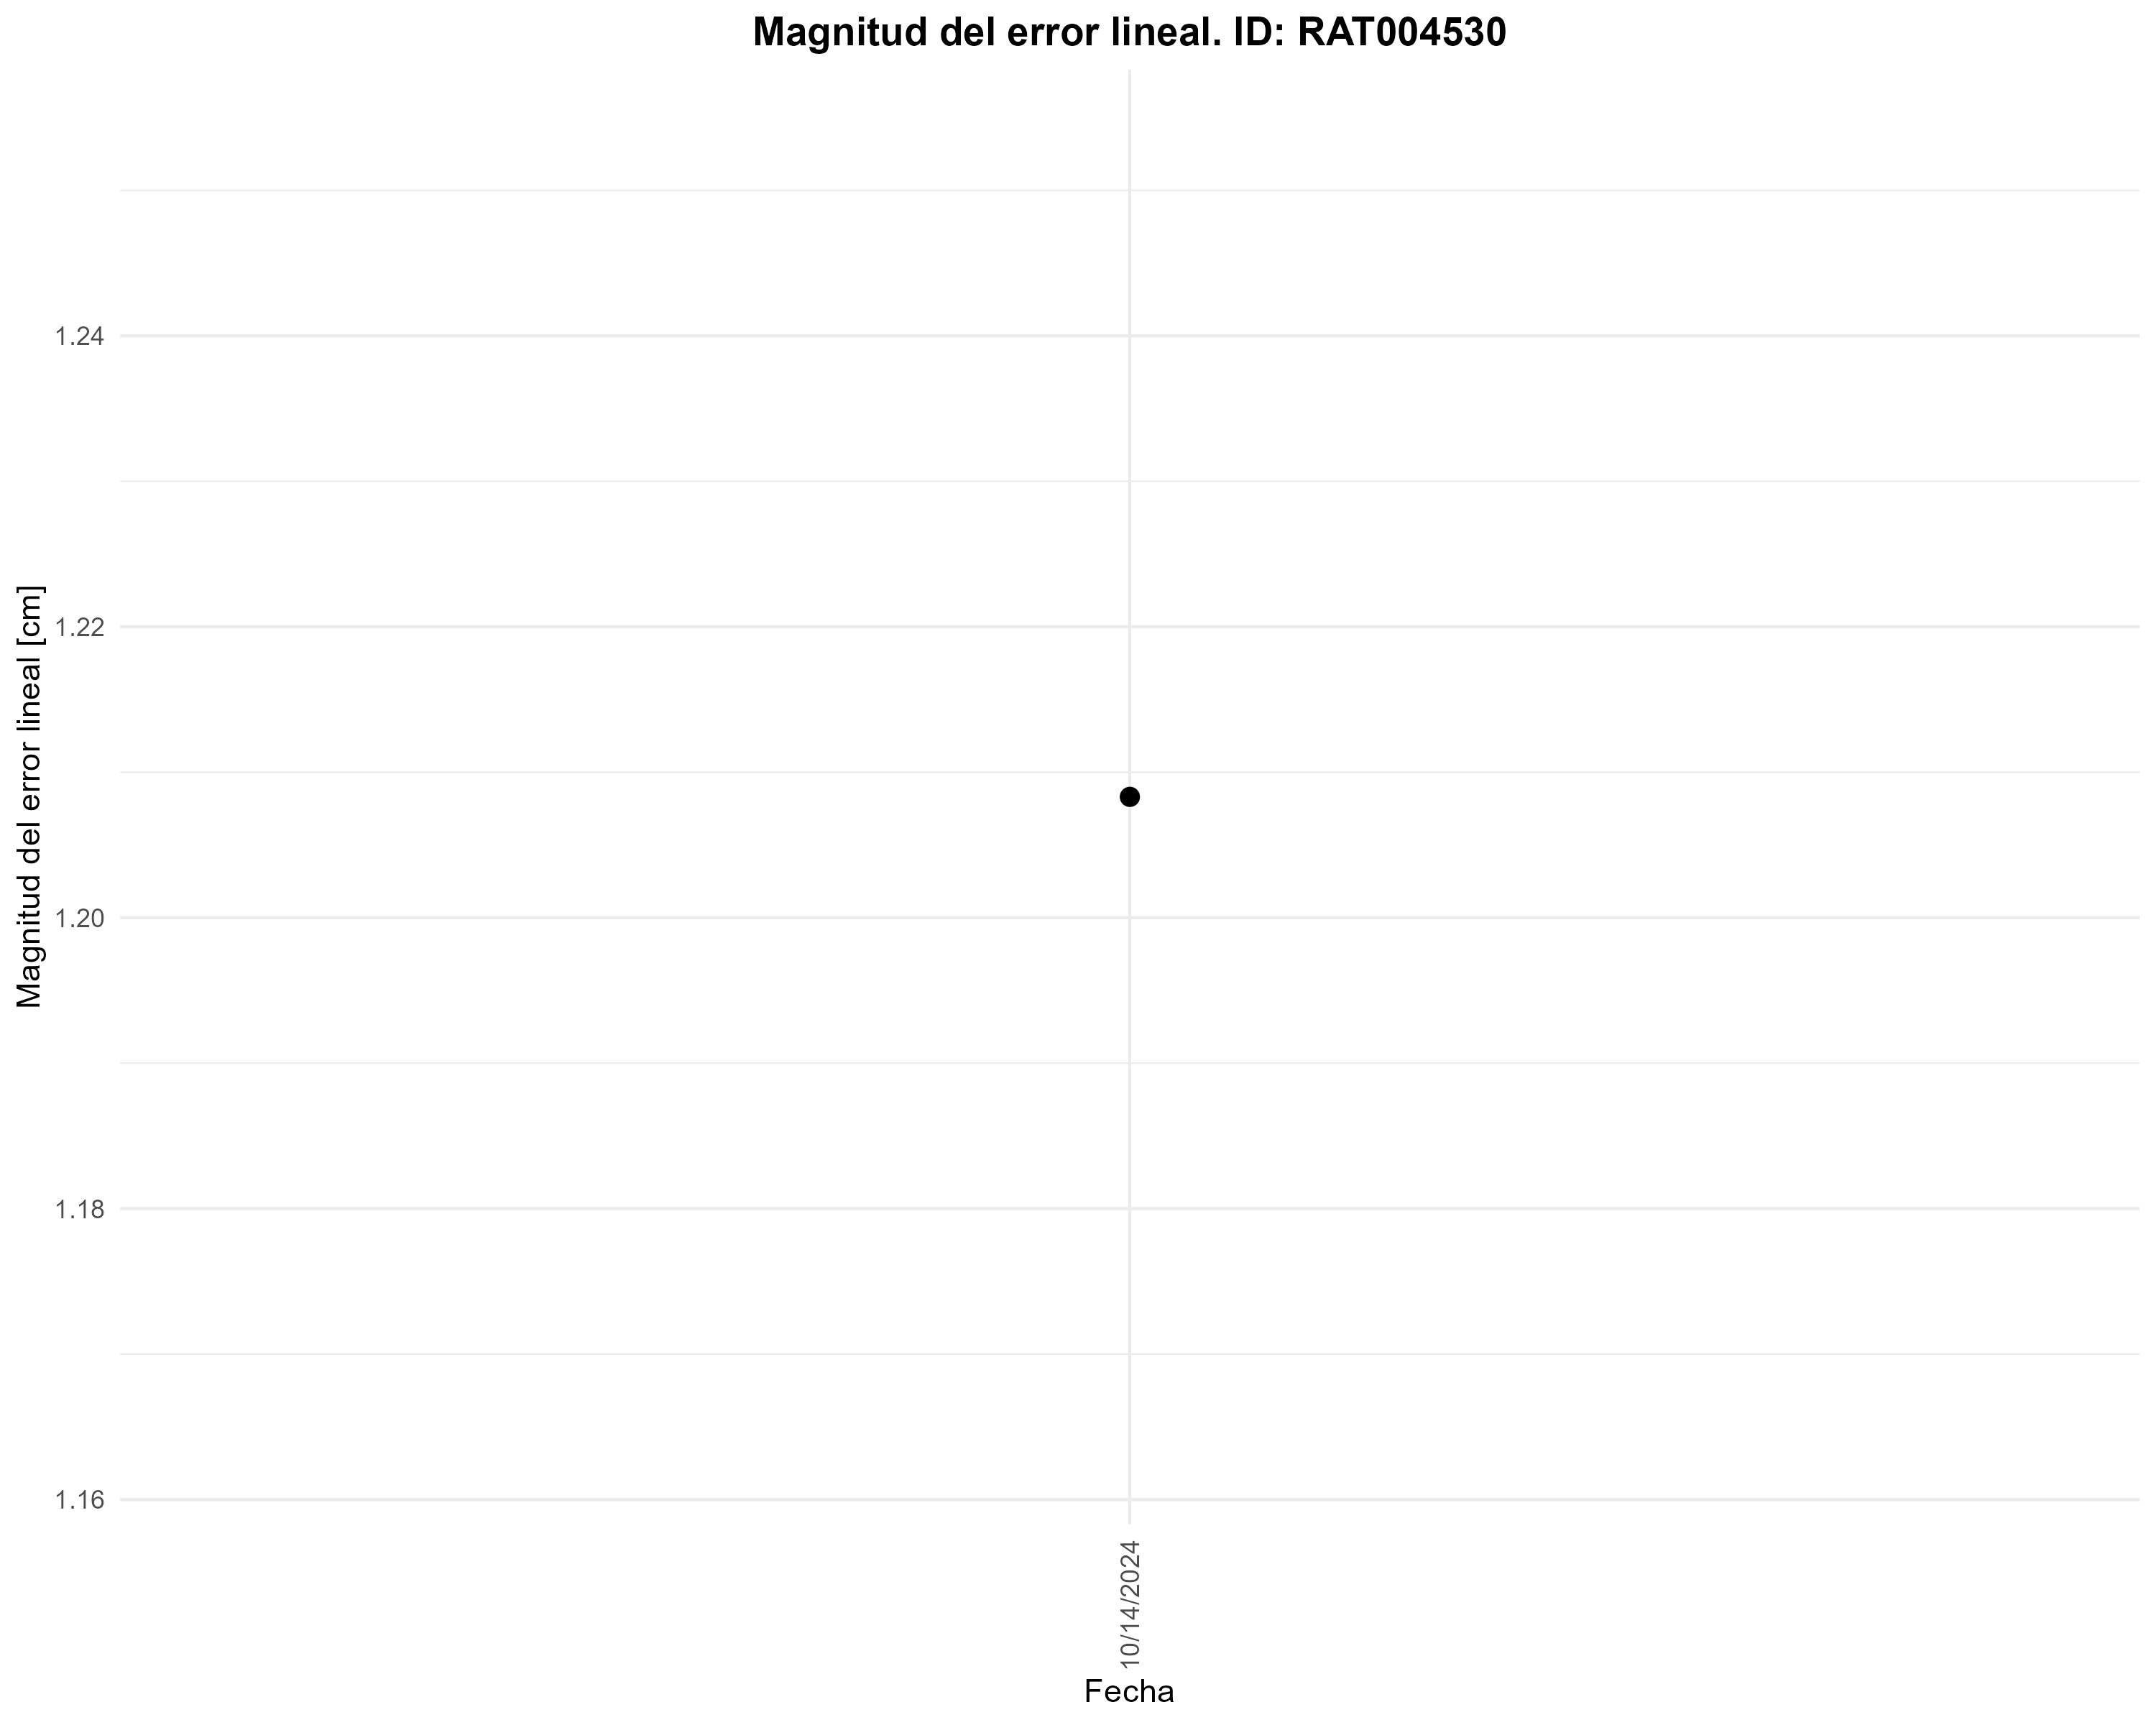 Magnitud del error lineal. ID: RAT004530
Magnitud del error lineal [cm]
1.24
1.22
1.20
1.18
1.16
10/14/2024
Fecha